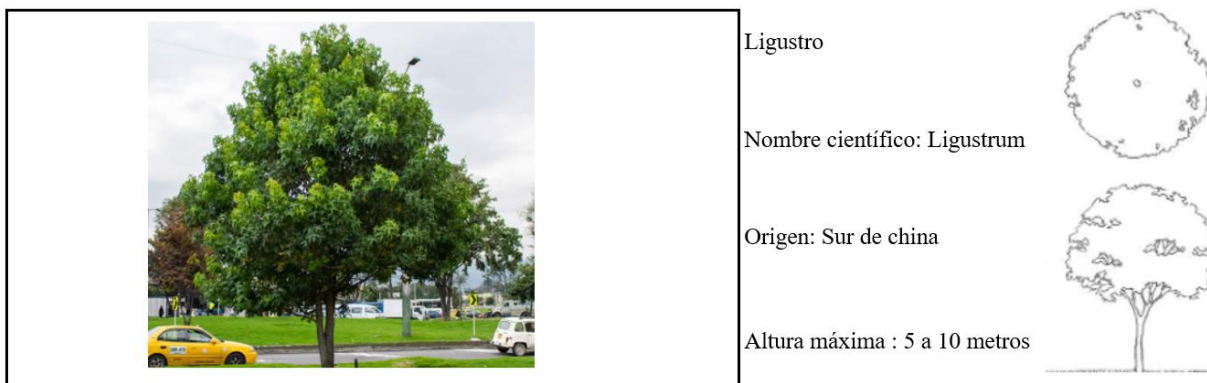 Ligustro
Nombre científico: Ligustrum
Origen: Sur de china
Altura máxima : 5 a 10 metros